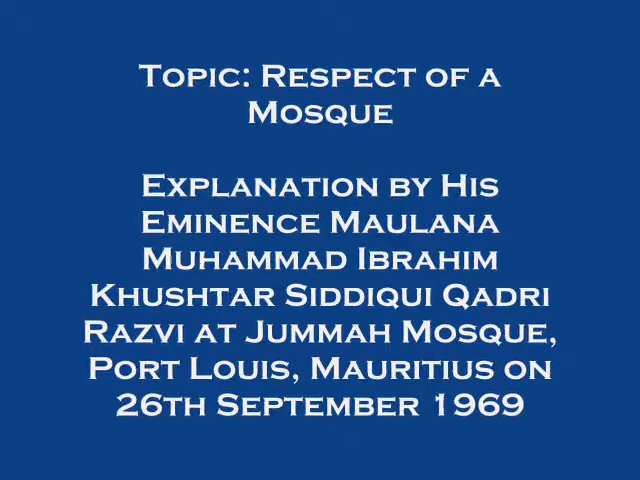 Topic: Respect of a
Mosque
Explanation by His
Eminence Maulana
Muhammad Ibrahim
Khushtar Siddiqui Qadri
Razvi at Jummah Mosque,
Port Louis, Mauritius on
26th September 1969